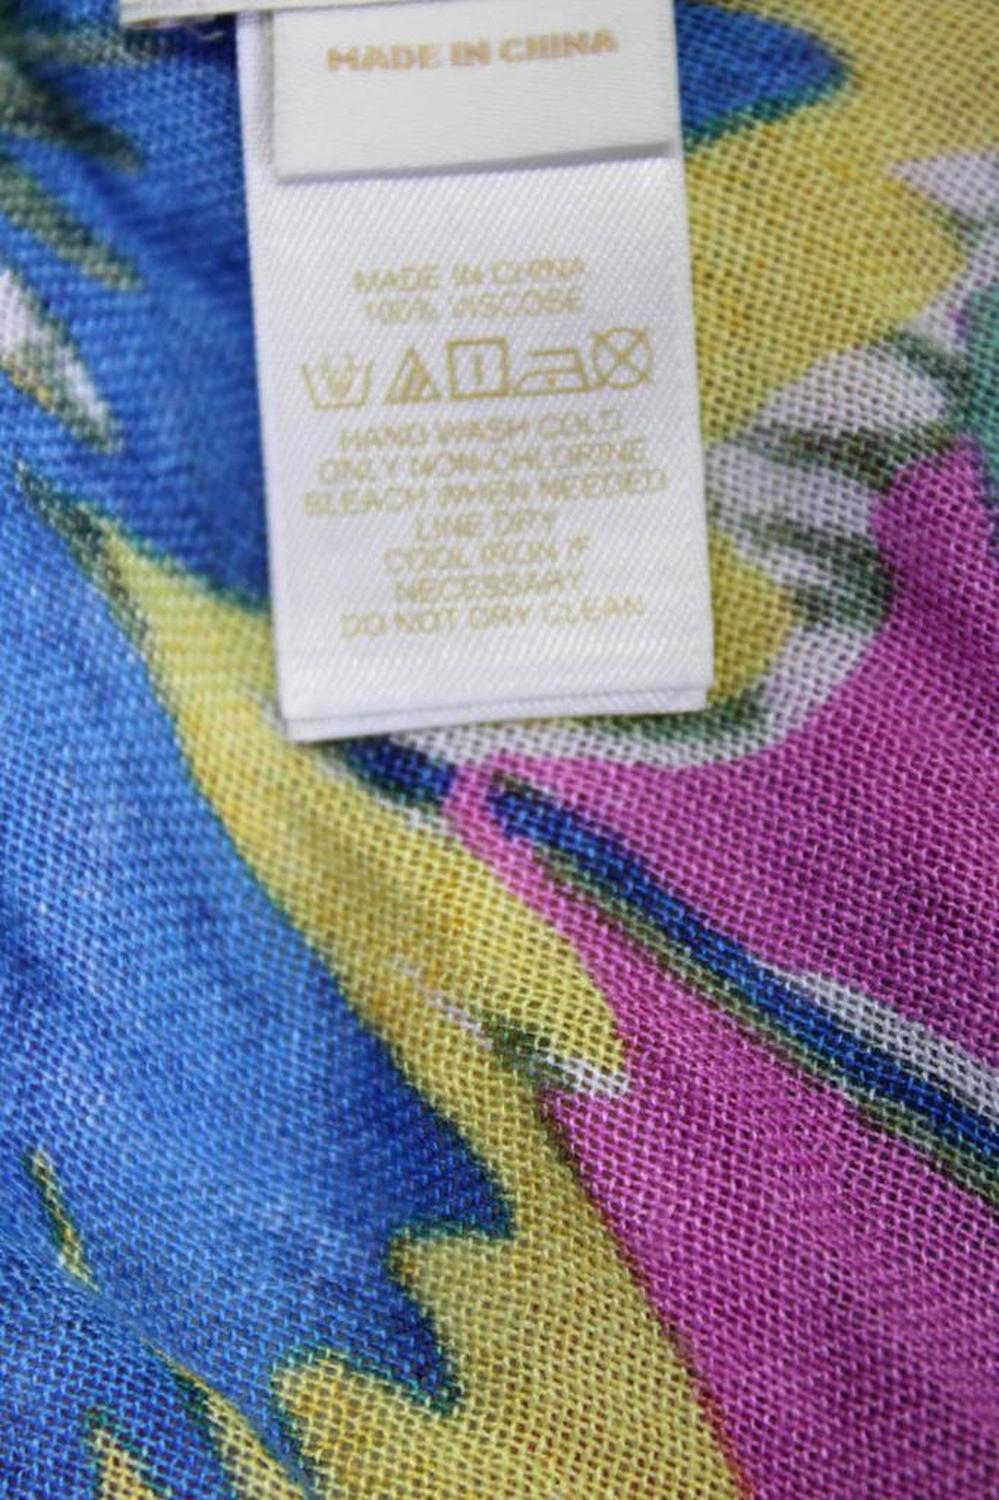 MADE IN CHINA
MADE IN CHINA
100% VISCOSE
HAND WASH COLD
ONLY NON-CHLORINE
BLEACH WHEN NEEDED
LINE DRY
COOL IRON IF
NECESSARY
DO NOT DRY CLEAN